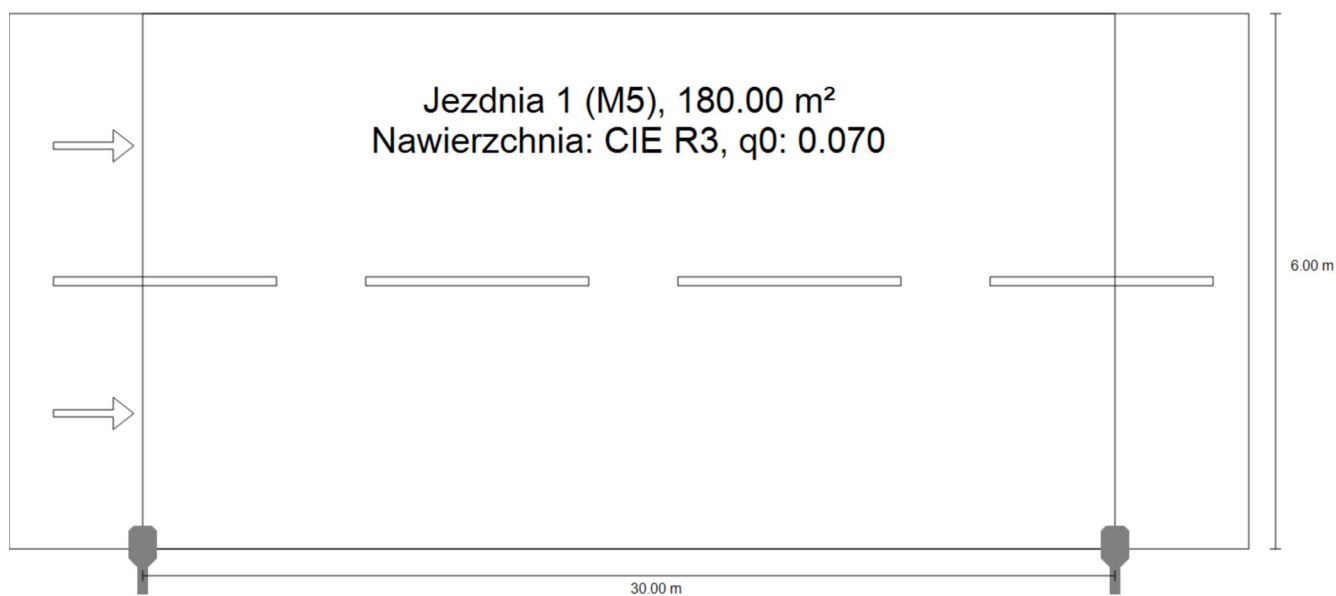 Jezdnia 1 (M5), 180.00 m²
Nawierzchnia: CIE R3, q0: 0.070
6.00 m
30.00 m